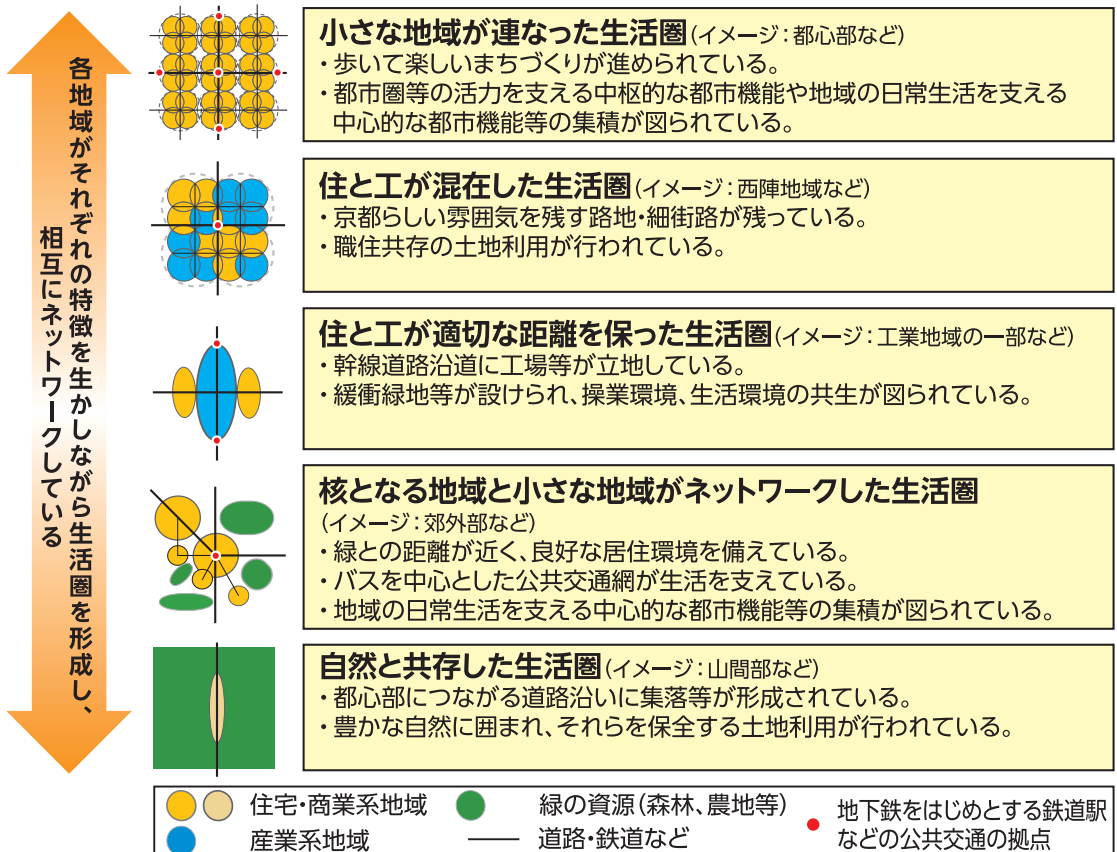 各地域がそれぞれの特徴を生かしながら生活圏を形成し、
相互にネットワークしている
小さな地域が連なった生活圏(イメージ:都心部など)
・歩いて楽しいまちづくりが進められている。
・都市圏等の活力を支える中枢的な都市機能や地域の日常生活を支える
中心的な都市機能等の集積が図られている。
住と工が混在した生活圏(イメージ:西陣地域など)
・京都らしい雰囲気を残す路地・細街路が残っている。
・職住共存の土地利用が行われている。
住と工が適切な距離を保った生活圏(イメージ:工業地域の一部など)
・幹線道路沿道に工場等が立地している。
・緩衝緑地等が設けられ、操業環境、生活環境の共生が図られている。
核となる地域と小さな地域がネットワークした生活圏
(イメージ:郊外部など)
・緑との距離が近く、良好な居住環境を備えている。
・バスを中心とした公共交通網が生活を支えている。
・地域の日常生活を支える中心的な都市機能等の集積が図られている。
自然と共存した生活圏(イメージ:山間部など)
・都心部につながる道路沿いに集落等が形成されている。
・豊かな自然に囲まれ、それらを保全する土地利用が行われている。
住宅・商業系地域
産業系地域
緑の資源(森林、農地等)
道路・鉄道など
地下鉄をはじめとする鉄道駅
などの公共交通の拠点